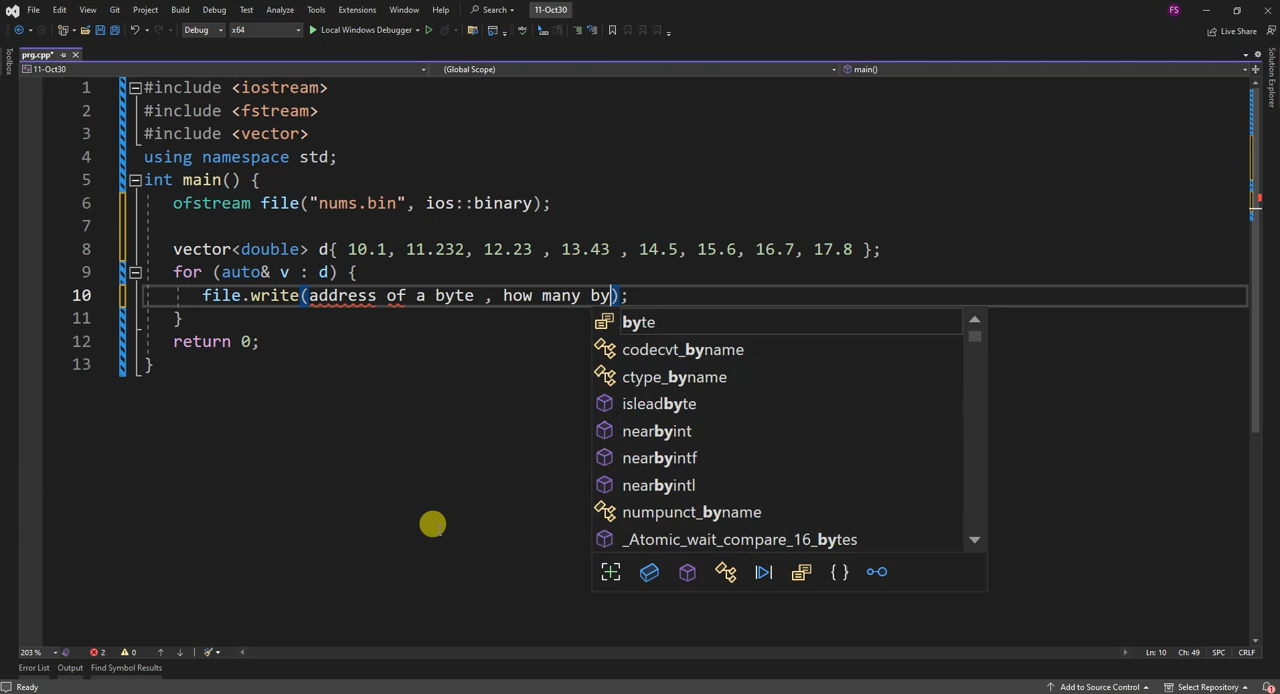 File Edit View Git Project Build Debug Test Analyze Tools Extensions Window Help Search 11-Oct30 FS
Debug x64 Local Windows Debugger Live Share
prg.cpp*
11-Oct30 (Global Scope) main()
Toolbox
Solution Explorer
1 #include <iostream>
2 #include <fstream>
3 #include <vector>
4 using namespace std;
5 int main() {
6 ofstream file("nums.bin", ios::binary);
7
8 vector<double> d{ 10.1, 11.232, 12.23 , 13.43 , 14.5, 15.6, 16.7, 17.8 };
9 for (auto& v : d) {
10 file.write(address of a byte , how many by);
11 }
12 return 0;
13 }
byte
codecvt_byname
ctype_byname
isleadbyte
nearbyint
nearbyintf
nearbyintl
numpunct_byname
_Atomic_wait_compare_16_bytes
203 % 2 0 Ln: 10 Ch: 49 SPC CRLF
Error List Output Find Symbol Results
Ready Add to Source Control Select Repository